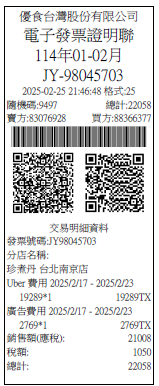 優食台灣股份有限公司
電子發票證明聯
114年01-02月
JY-98045703
2025-02-25 21:46:48 格式:25
隨機碼:9497 總計:22058
賣方:83076928 買方:88366377
交易明細資料
發票號碼:JY98045703
分店名稱:
珍煮丹 台北南京店
Uber 費用 2025/2/17 - 2025/2/23
19289*1 19289TX
廣告費用 2025/2/17 - 2025/2/23
2769*1 2769TX
銷售額(應稅): 21008
稅額: 1050
總計: 22058